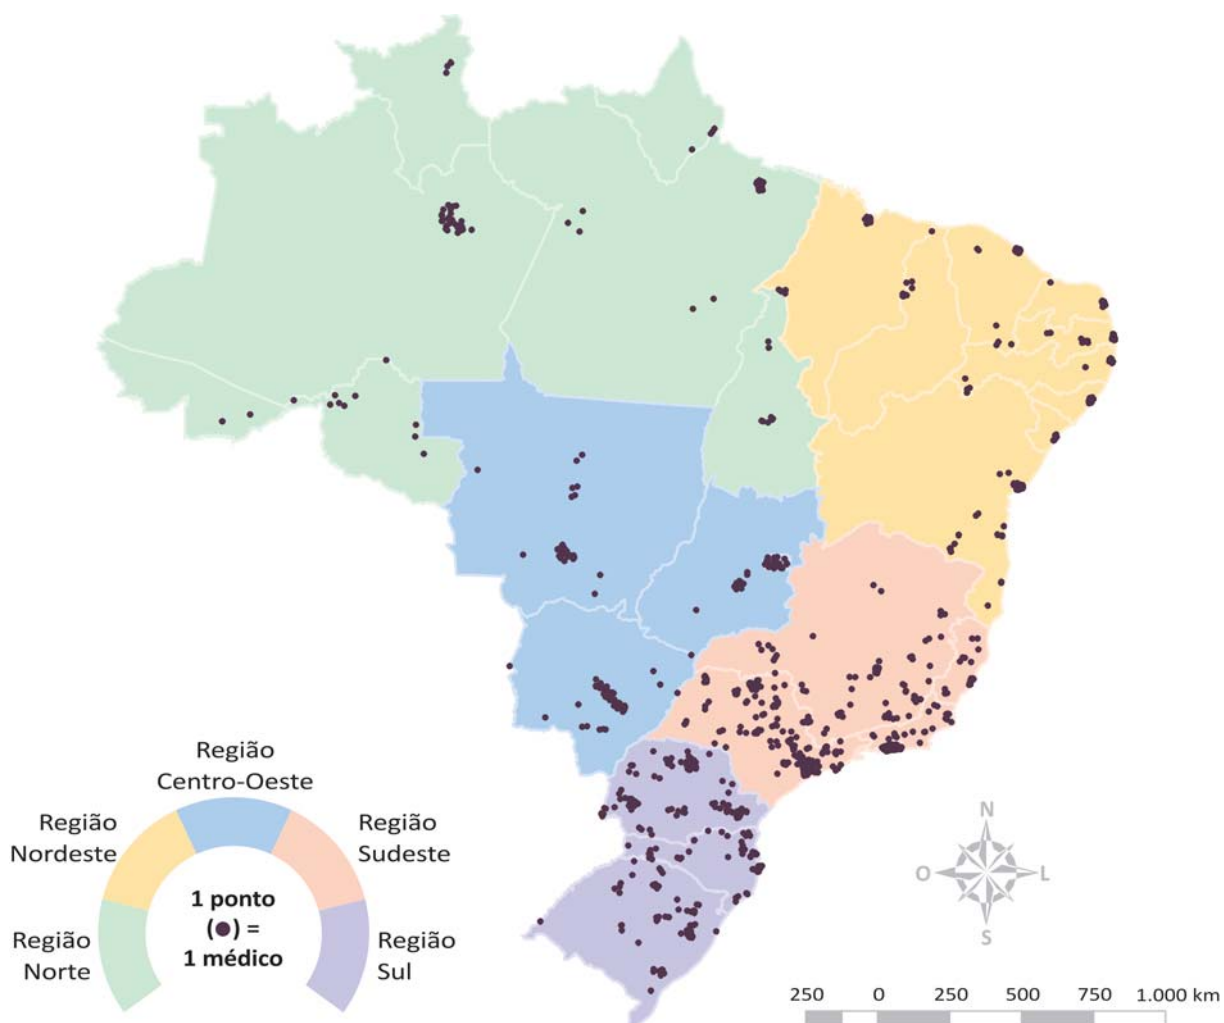 Região
Centro-Oeste
Região
Nordeste
Região
Sudeste
1 ponto
(●) =
1 médico
Região
Norte
Região
Sul
N
O
L
S
250 0 250 500 750 1.000 km